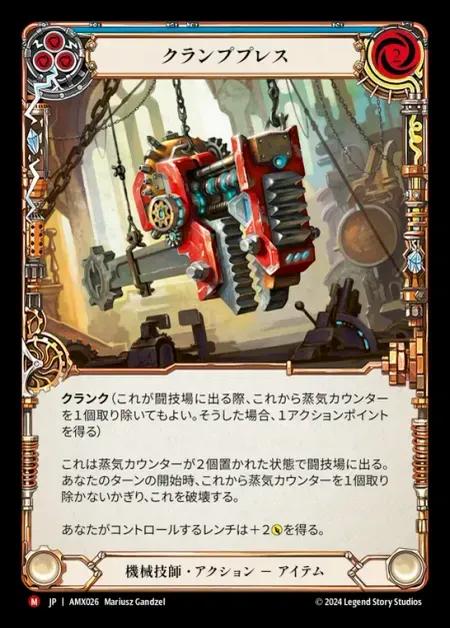 2
クランププレス
クランク(これが闘技場に出る際、これから蒸気カウンター
を1個取り除いてもよい。そうした場合、1アクションポイント
を得る)
これは蒸気カウンターが2個置かれた状態で闘技場に出る。
あなたのターンの開始時、これから蒸気カウンターを1個取り
除かないかぎり、これを破壊する。
あなたがコントロールするレンチは+2を得る。
機械技師・アクション ー アイテム
M JP | AMX026 Mariusz Gandzel
© 2024 Legend Story Studios